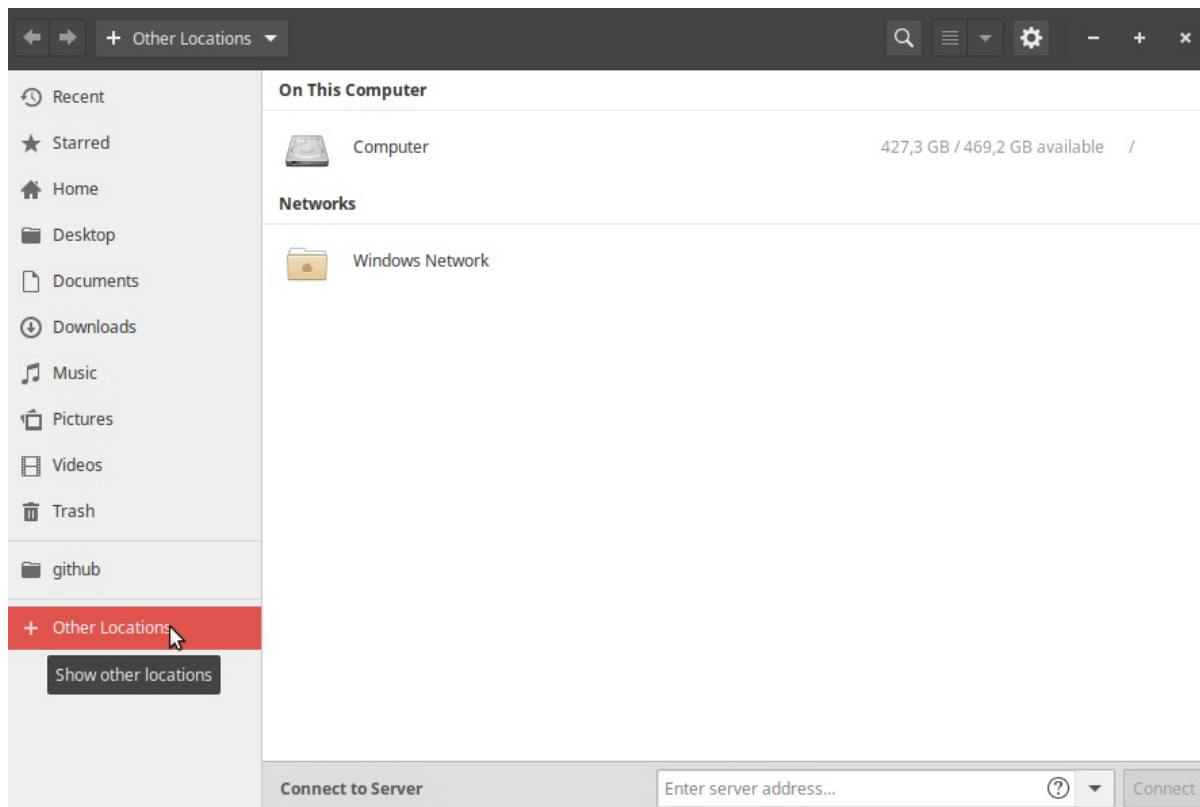 Other Locations
Recent
Starred
Home
Desktop
Documents
Downloads
Music
Pictures
Videos
Trash
github
Other Locations
Show other locations
On This Computer
Computer 427,3 GB / 469,2 GB available /
Networks
Windows Network
Connect to Server Enter server address... Connect